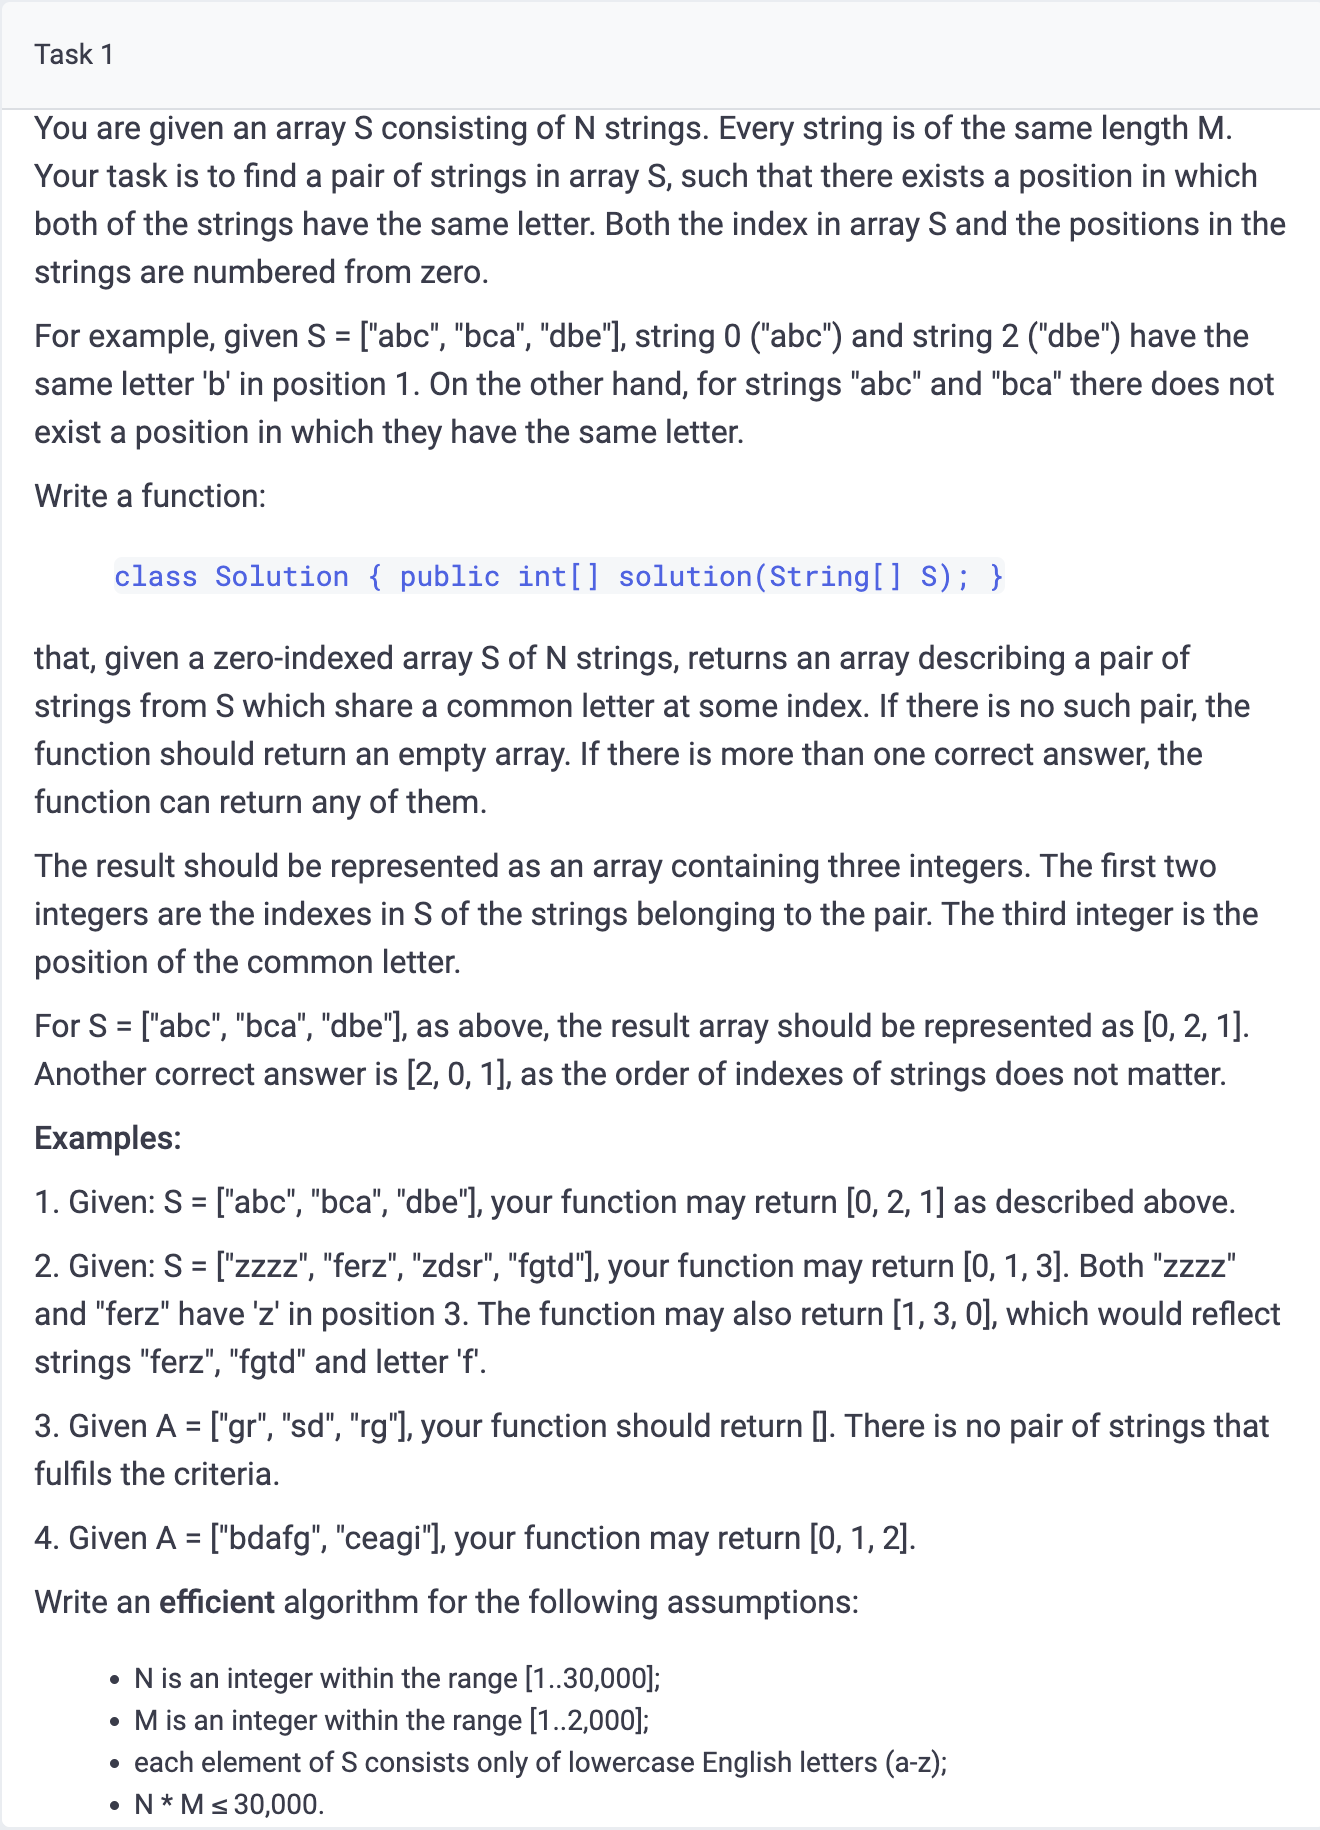 Task 1
You are given an array S consisting of N strings. Every string is of the same length M.
Your task is to find a pair of strings in array S, such that there exists a position in which
both of the strings have the same letter. Both the index in array S and the positions in the
strings are numbered from zero.
For example, given S = ["abc", "bca", "dbe"], string 0 ("abc") and string 2 ("dbe") have the
same letter 'b' in position 1. On the other hand, for strings "abc" and "bca" there does not
exist a position in which they have the same letter.
Write a function:
class Solution { public int[] solution(String[] S); }
that, given a zero-indexed array S of N strings, returns an array describing a pair of
strings from S which share a common letter at some index. If there is no such pair, the
function should return an empty array. If there is more than one correct answer, the
function can return any of them.
The result should be represented as an array containing three integers. The first two
integers are the indexes in S of the strings belonging to the pair. The third integer is the
position of the common letter.
For S = ["abc", "bca", "dbe"], as above, the result array should be represented as [0, 2, 1].
Another correct answer is [2, 0, 1], as the order of indexes of strings does not matter.
Examples:
1. Given: S = ["abc", "bca", "dbe"], your function may return [0, 2, 1] as described above.
2. Given: S = ["zzzz", "ferz", "zdsr", "fgtd"], your function may return [0, 1, 3]. Both "zzzz"
and "ferz" have 'z' in position 3. The function may also return [1, 3, 0], which would reflect
strings "ferz", "fgtd" and letter 'f'.
3. Given A = ["gr", "sd", "rg"], your function should return []. There is no pair of strings that
fulfils the criteria.
4. Given A = ["bdafg", "ceagi"], your function may return [0, 1, 2].
Write an efficient algorithm for the following assumptions:
• N is an integer within the range [1..30,000];
• M is an integer within the range [1..2,000];
• each element of S consists only of lowercase English letters (a-z);
• N * M ≤ 30,000.